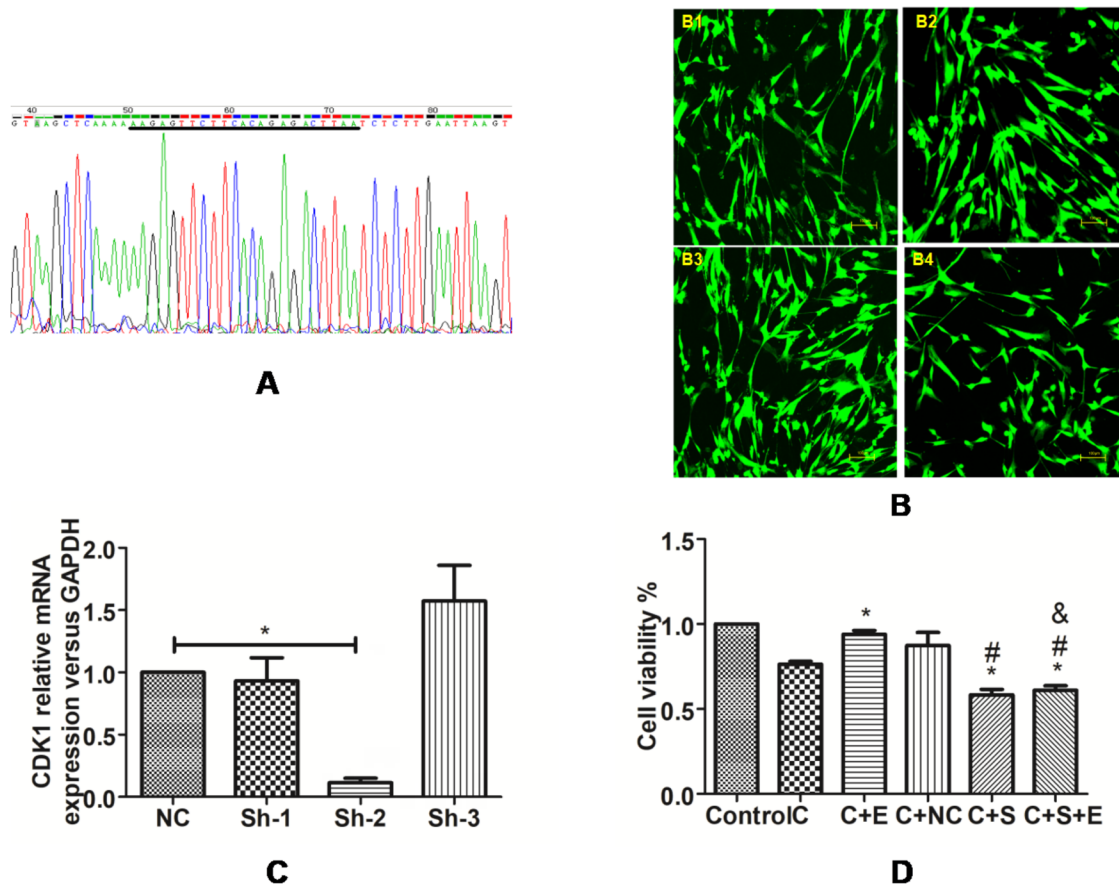 40 50 60 70 80
G T A A G C T C A A A A A A G A G T T C T T C A C A G A G A C T T A A T C T C T T G A A T T A A G T
A
B1
B2
B3
B4
B
CDK1 relative mRNA
expression versus GAPDH
2.0
1.5
1.0
0.5
0.0
*
NC Sh-1 Sh-2 Sh-3
C
Cell viability %
1.5
1.0
0.5
0.0
*
#
*
&
#
*
ControlC C+E C+NC C+S C+S+E
D